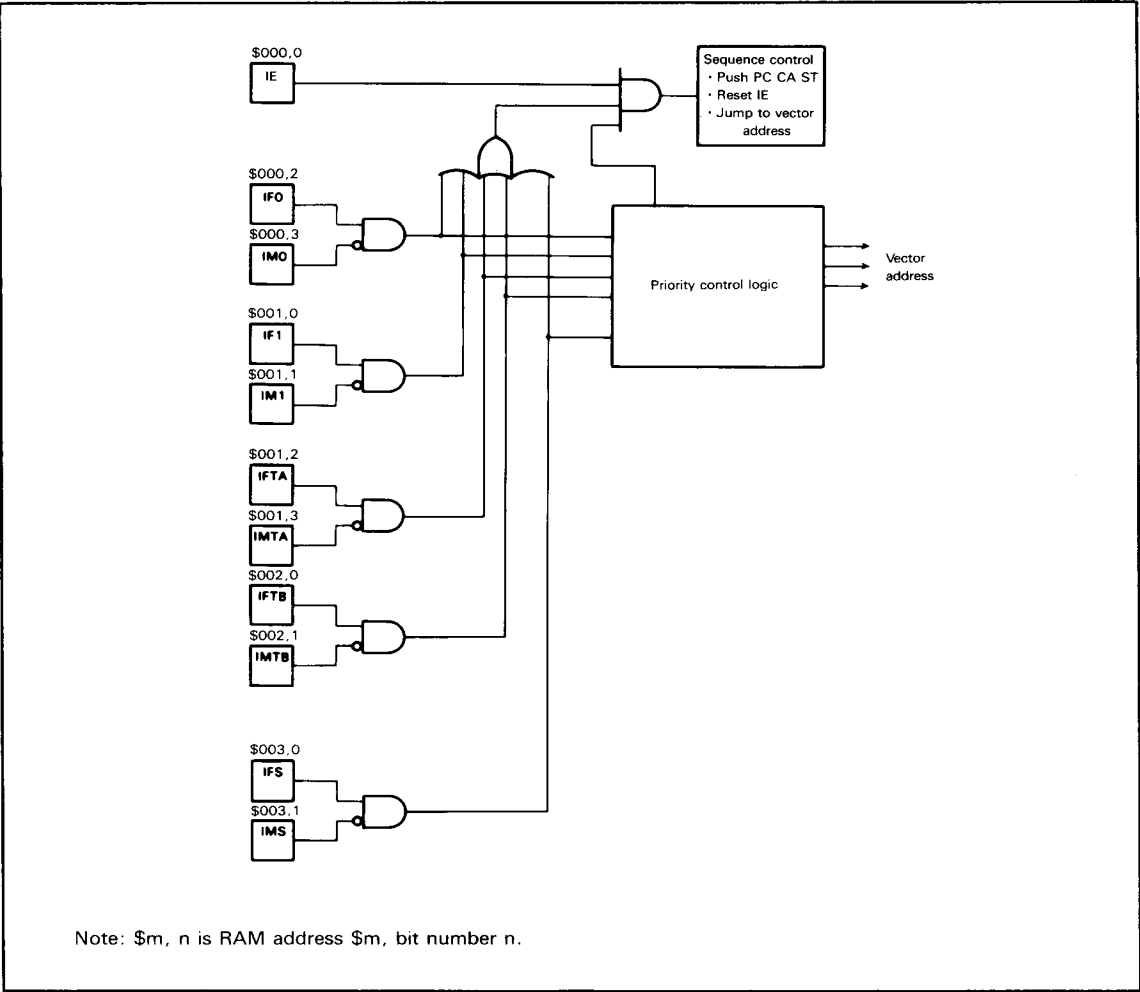 $000,0
IE
Sequence control
· Push PC CA ST
· Reset IE
· Jump to vector
address
$000,2
IF0
$000,3
IM0
Priority control logic
Vector
address
$001,0
IF1
$001,1
IM1
$001,2
IFTA
$001,3
IMTA
$002,0
IFTB
$002,1
IMTB
$003,0
IFS
$003,1
IMS
Note: $m, n is RAM address $m, bit number n.